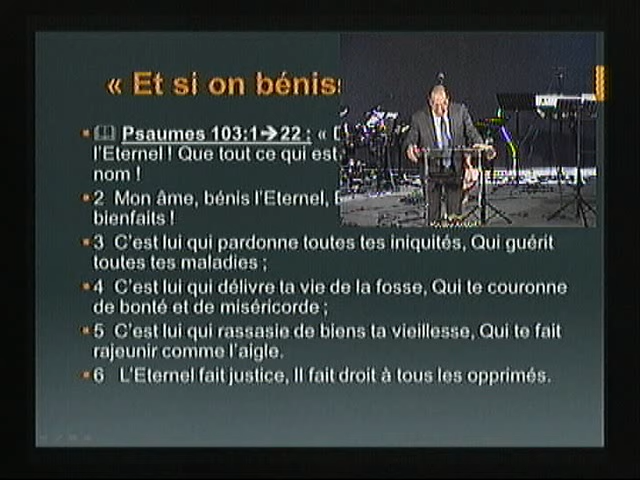 « Et si on béniss
Psaumes 103:1➔22 : «
l'Eternel ! Que tout ce qui est
nom !
2 Mon âme, bénis l'Eternel,
bienfaits !
3 C'est lui qui pardonne toutes tes iniquités, Qui guérit
toutes tes maladies ;
4 C'est lui qui délivre ta vie de la fosse, Qui te couronne
de bonté et de miséricorde ;
5 C'est lui qui rassasie de biens ta vieillesse, Qui te fait
rajeunir comme l'aigle.
6 L'Eternel fait justice, Il fait droit à tous les opprimés.